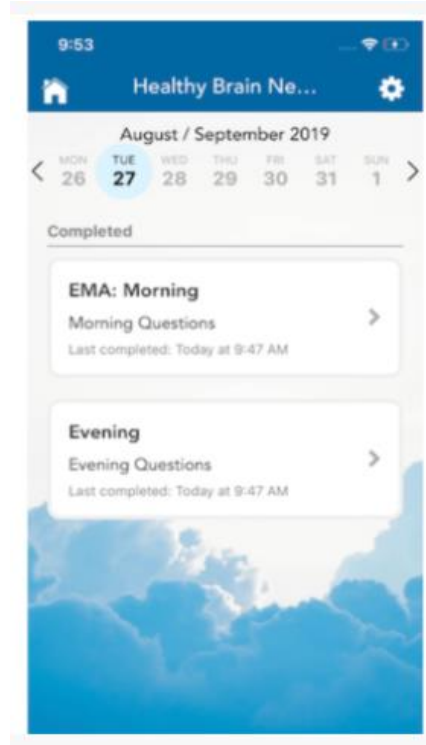 9:53
Healthy Brain Ne...
August / September 2019
MON TUE WED THU FRI SAT SUN
26 27 28 29 30 31 1
Completed
EMA: Morning
Morning Questions
Last completed: Today at 9:47 AM
Evening
Evening Questions
Last completed: Today at 9:47 AM